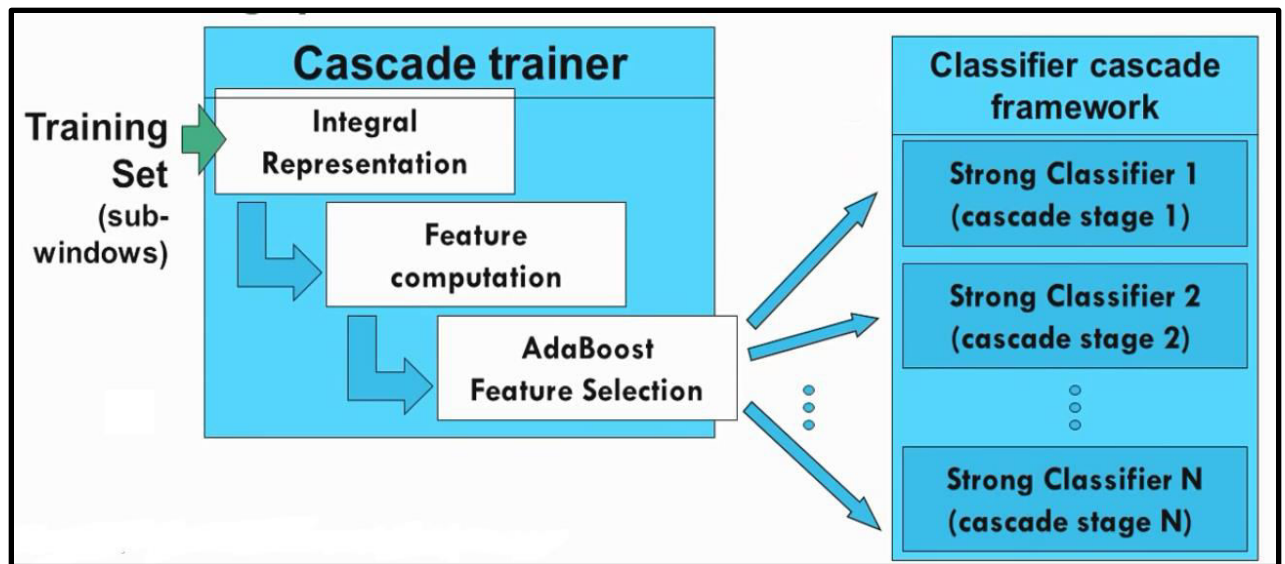 Cascade trainer
Training
Set
(sub-
windows)
Integral
Representation
Feature
computation
AdaBoost
Feature Selection
Classifier cascade
framework
Strong Classifier 1
(cascade stage 1)
Strong Classifier 2
(cascade stage 2)
Strong Classifier N
(cascade stage N)